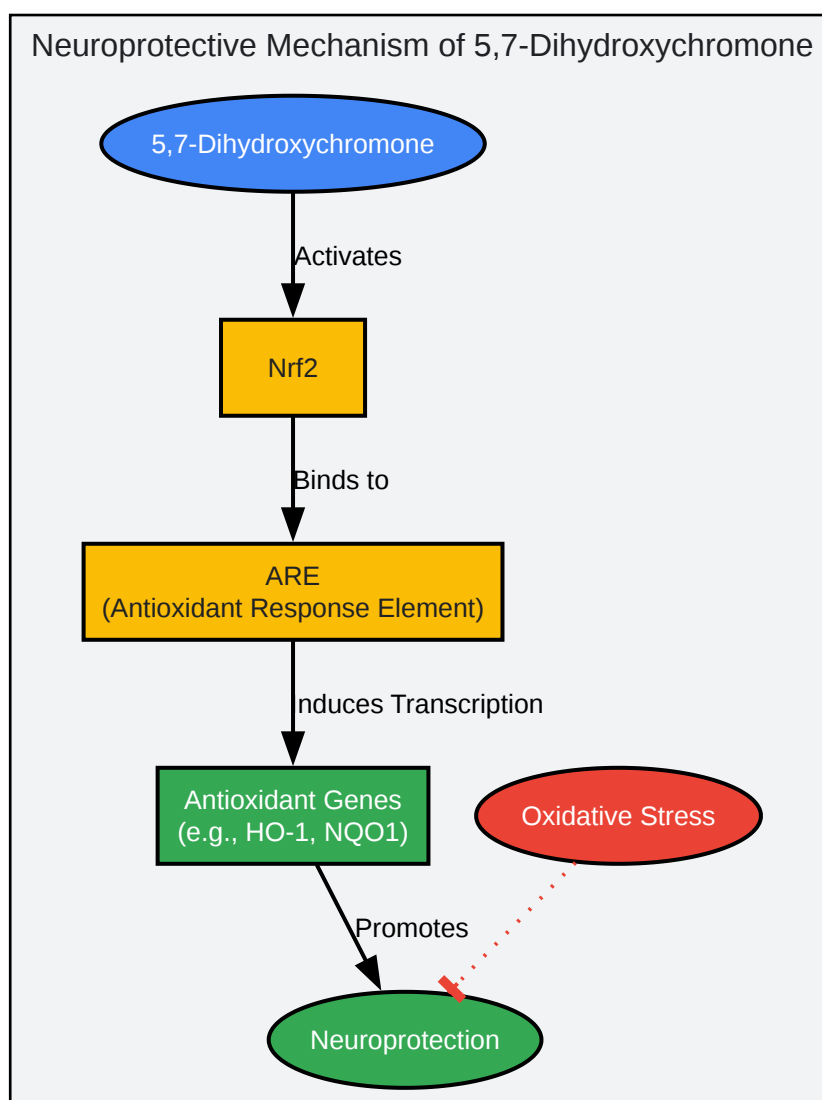 Neuroprotective Mechanism of 5,7-Dihydroxychromone
5,7-Dihydroxychromone
Activates
Nrf2
Binds to
ARE
(Antioxidant Response Element)
nduces Transcription
Antioxidant Genes
(e.g., HO-1, NQO1)
Oxidative Stress
Promotes
Neuroprotection